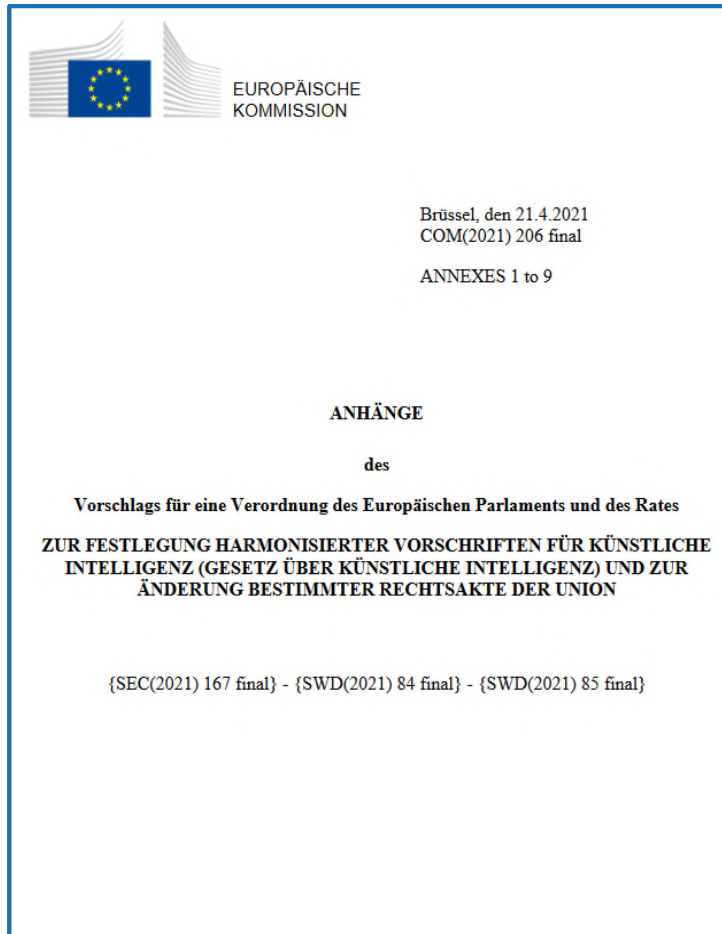 EUROPÄISCHE
KOMMISSION
Brüssel, den 21.4.2021
COM(2021) 206 final
ANNEXES 1 to 9
ANHÄNGE
des
Vorschlags für eine Verordnung des Europäischen Parlaments und des Rates
ZUR FESTLEGUNG HARMONISIERTER VORSCHRIFTEN FÜR KÜNSTLICHE
INTELLIGENZ (GESETZ ÜBER KÜNSTLICHE INTELLIGENZ) UND ZUR
ÄNDERUNG BESTIMMTER RECHTSAKTE DER UNION
{SEC(2021) 167 final} - {SWD(2021) 84 final} - {SWD(2021) 85 final}